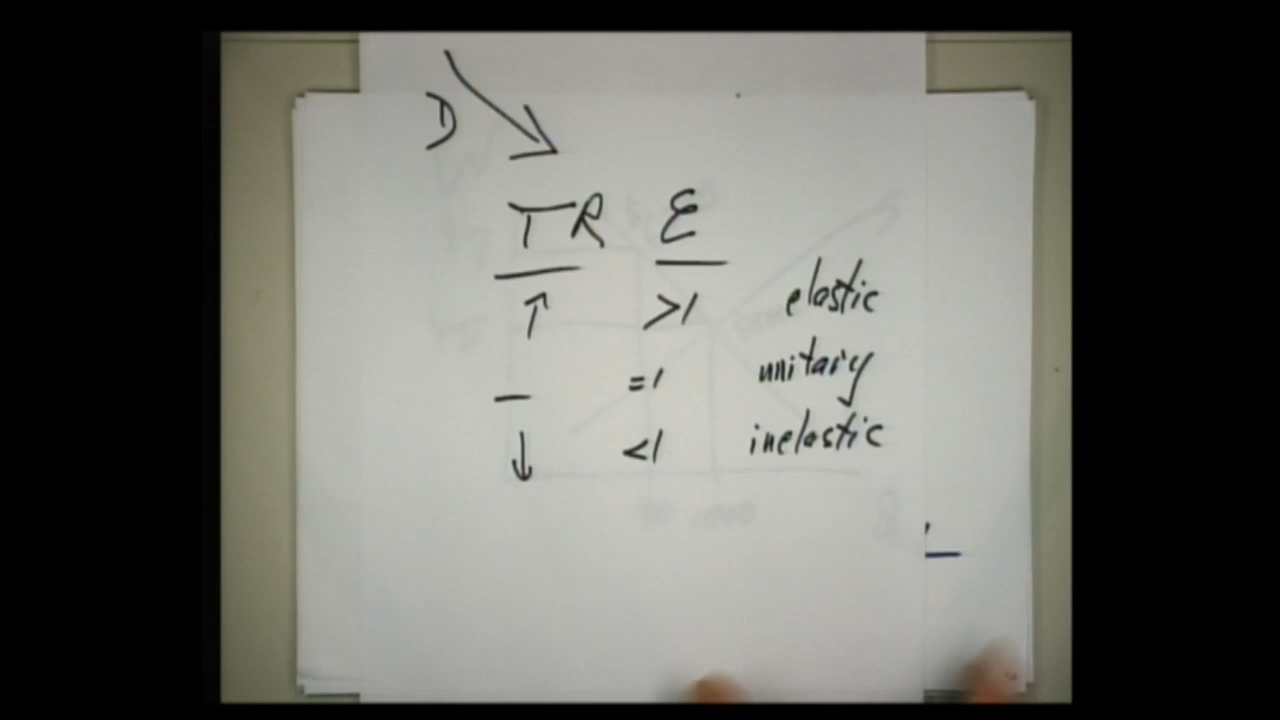 D
TR ε
↑ >1 elastic
— =1 unitary
↓ <1 inelastic